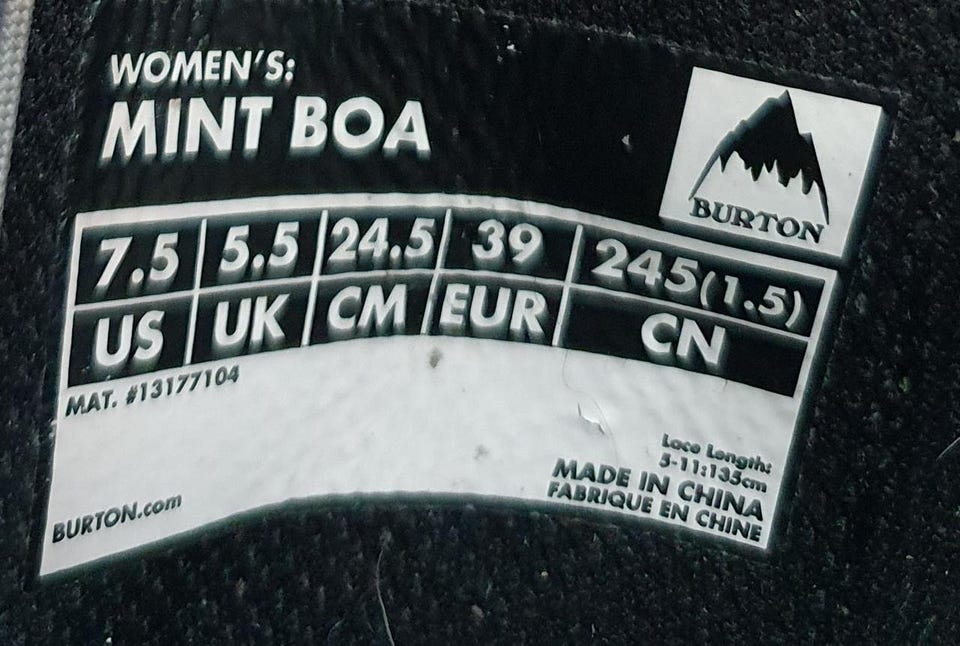 WOMEN'S:
MINT BOA
BURTON
7.5 5.5 24.5 39 245(1.5)
US UK CM EUR CN
MAT. #13177104
Lace Length:
5-11:135cm
MADE IN CHINA
FABRIQUE EN CHINE
BURTON.com